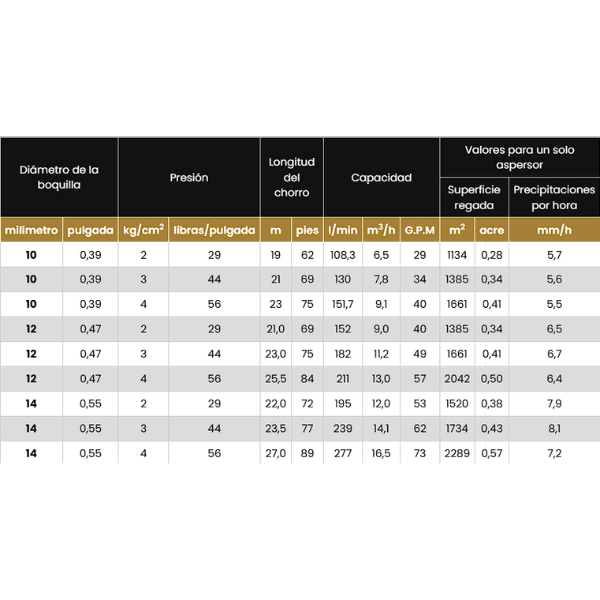 Diámetro de la boquilla
Presión
Longitud del chorro
Capacidad
Valores para un solo aspersor
Superficie regada
Precipitaciones por hora
milímetro pulgada kg/cm² libras/pulgada m pies l/min m³/h G.P.M m² acre mm/h
10 0,39 2 29 19 62 108,3 6,5 29 1134 0,28 5,7
10 0,39 3 44 21 69 130 7,8 34 1385 0,34 5,6
10 0,39 4 56 23 75 151,7 9,1 40 1661 0,41 5,5
12 0,47 2 29 21,0 69 152 9,0 40 1385 0,34 6,5
12 0,47 3 44 23,0 75 182 11,2 49 1661 0,41 6,7
12 0,47 4 56 25,5 84 211 13,0 57 2042 0,50 6,4
14 0,55 2 29 22,0 72 195 12,0 53 1520 0,38 7,9
14 0,55 3 44 23,5 77 239 14,1 62 1734 0,43 8,1
14 0,55 4 56 27,0 89 277 16,5 73 2289 0,57 7,2